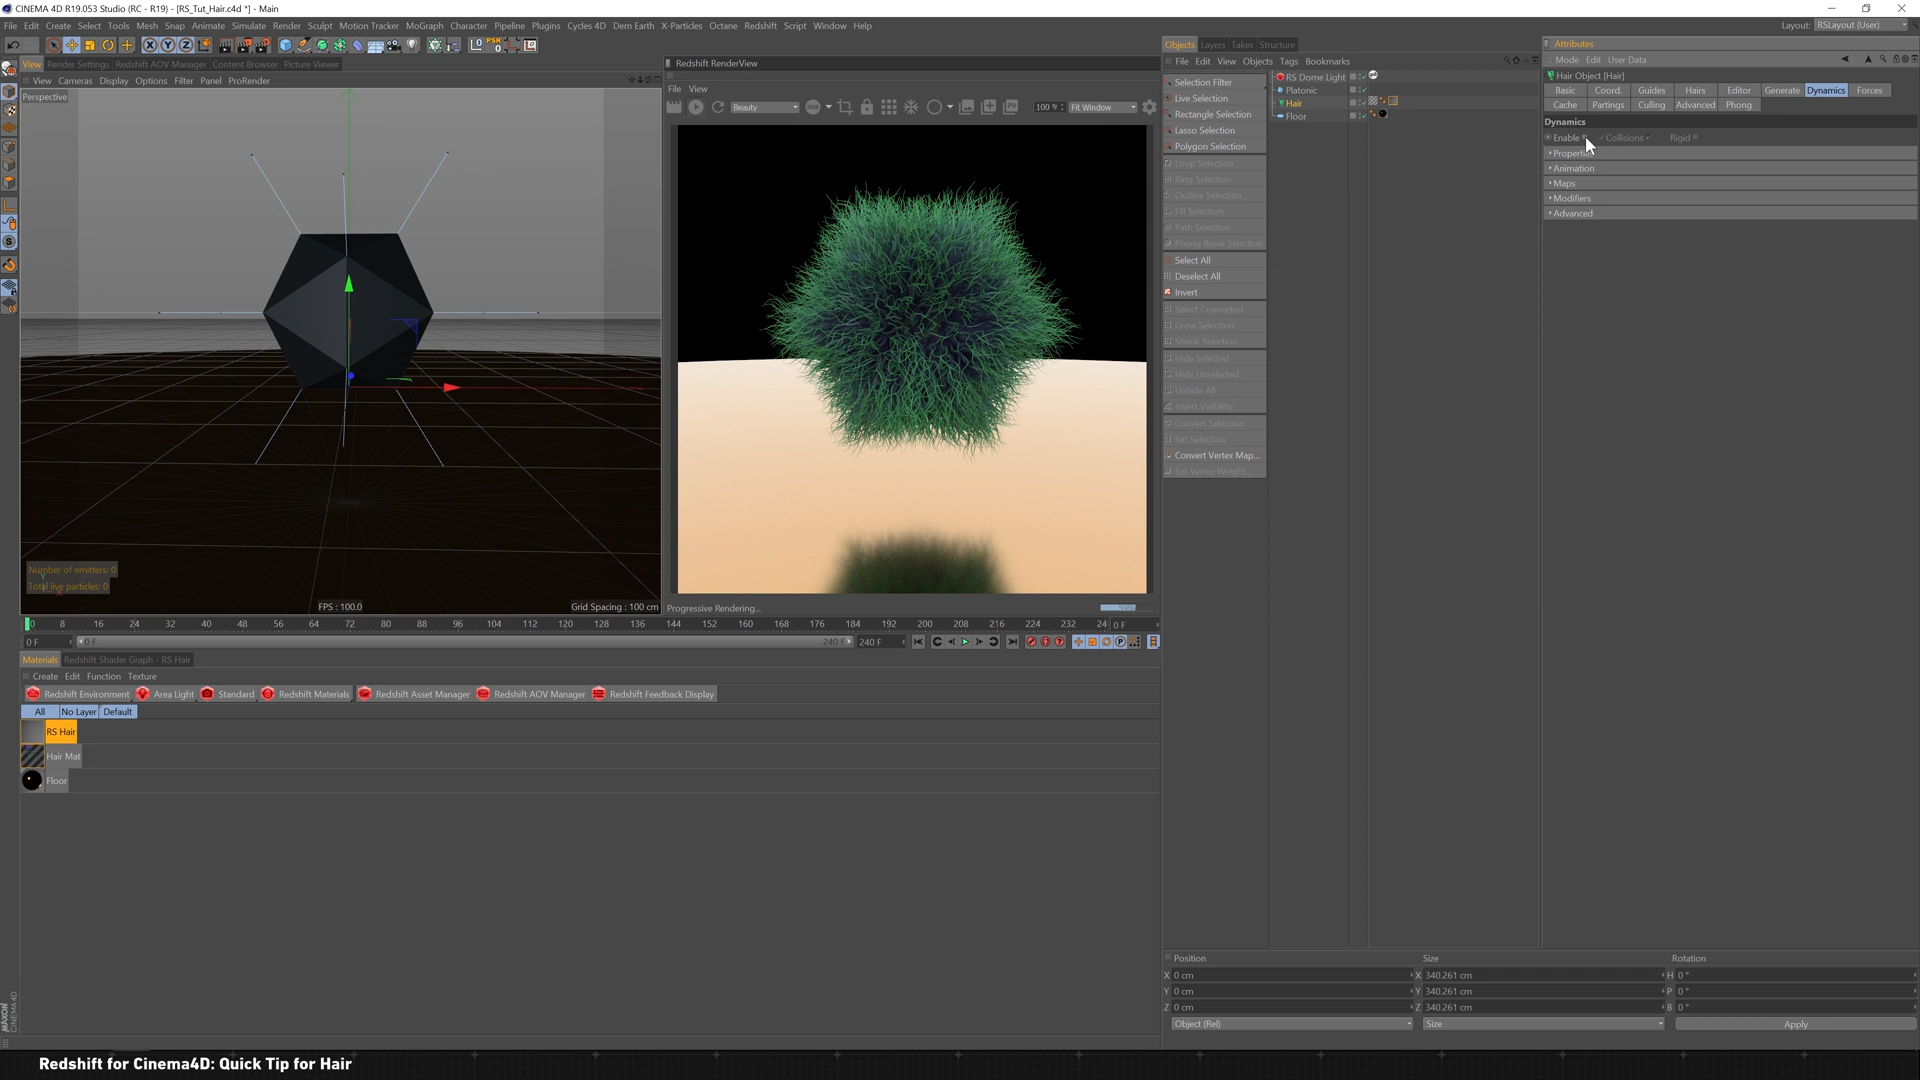 CINEMA 4D R19.053 Studio (RC - R19) - [RS_Tut_Hair.c4d *] - Main
File Edit Create Select Tools Mesh Snap Animate Simulate Render Sculpt Motion Tracker MoGraph Character Pipeline Plugins Cycles 4D Dem Earth X-Particles Octane Redshift Script Window Help
Layout: RSLayout (User)
View Render Settings Redshift AOV Manager Content Browser Picture Viewer
View Cameras Display Options Filter Panel ProRender
Perspective
Number of emitters: 0
Total live particles: 0
FPS : 100.0
Grid Spacing : 100 cm
Redshift RenderView
File View
Beauty
100 %
Fit Window
Progressive Rendering...
Objects Layers Takes Structure
File Edit View Objects Tags Bookmarks
Selection Filter
Live Selection
Rectangle Selection
Lasso Selection
Polygon Selection
Loop Selection
Ring Selection
Outline Selection
Fill Selection
Path Selection
Phong Break Selection
Select All
Deselect All
Invert
Select Connected
Grow Selection
Shrink Selection
Hide Selected
Hide Unselected
Unhide All
Invert Visibility
Convert Selection
Set Selection
Convert Vertex Map...
Set Vertex Weight...
RS Dome Light
Platonic
Hair
Floor
Attributes
Mode Edit User Data
Hair Object [Hair]
Basic Coord. Guides Hairs Editor Generate Dynamics Forces
Cache Partings Culling Advanced Phong
Dynamics
Enable Collisions Rigid
Properties
Animation
Maps
Modifiers
Advanced
0 8 16 24 32 40 48 56 64 72 80 88 96 104 112 120 128 136 144 152 160 168 176 184 192 200 208 216 224 232 24 0 F
0 F 0 F 240 F 240 F
Materials Redshift Shader Graph - RS Hair
Create Edit Function Texture
Redshift Environment Area Light Standard Redshift Materials Redshift Asset Manager Redshift AOV Manager Redshift Feedback Display
All No Layer Default
RS Hair
Hair Mat
Floor
Position Size Rotation
X 0 cm X 340.261 cm H 0 °
Y 0 cm Y 340.261 cm P 0 °
Z 0 cm Z 340.261 cm B 0 °
Object (Rel) Size Apply
MAXON CINEMA 4D
Redshift for Cinema4D: Quick Tip for Hair